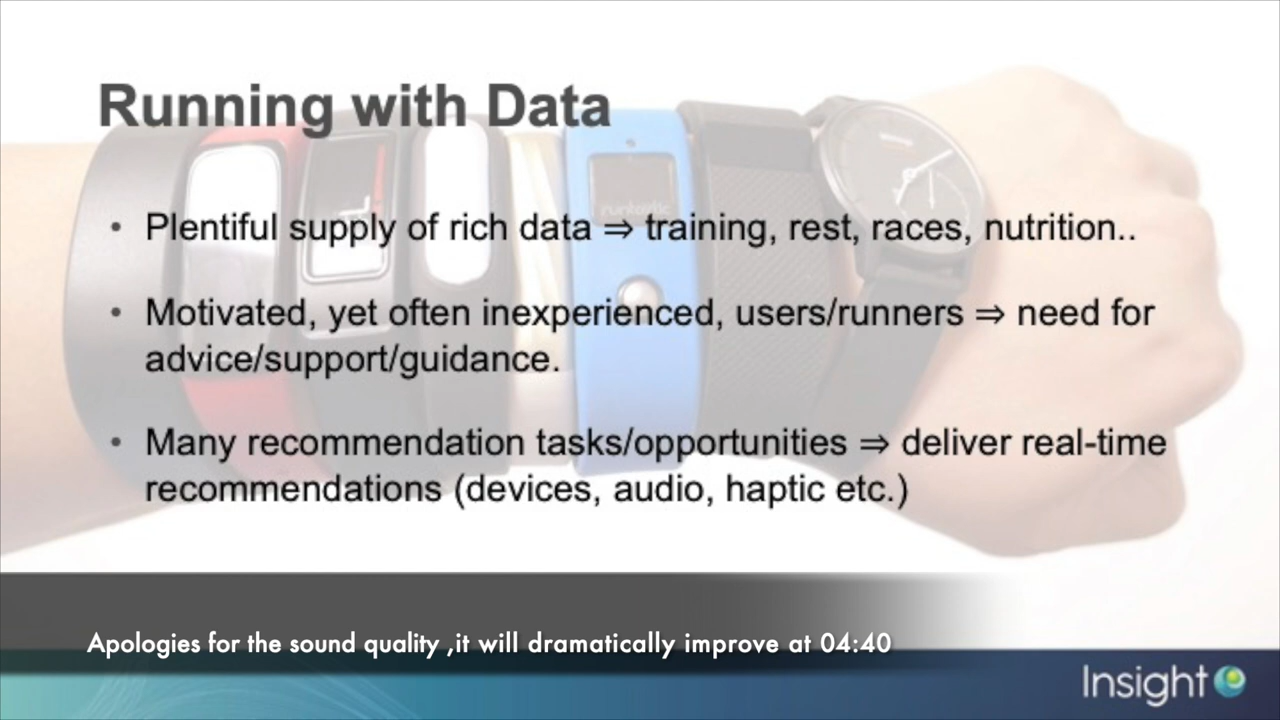 Running with Data
• Plentiful supply of rich data ⇒ training, rest, races, nutrition..
• Motivated, yet often inexperienced, users/runners ⇒ need for
advice/support/guidance.
• Many recommendation tasks/opportunities ⇒ deliver real-time
recommendations (devices, audio, haptic etc.)
runtastic
Apologies for the sound quality ,it will dramatically improve at 04:40
Insight